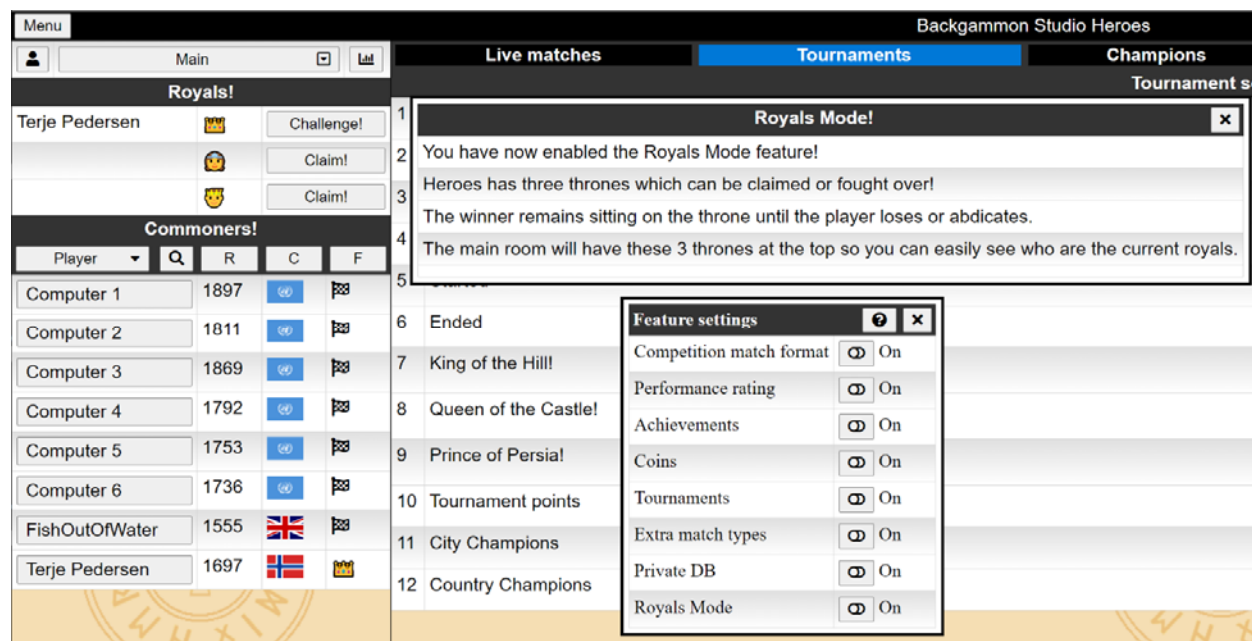 Menu
Backgammon Studio Heroes
Main
Live matches
Tournaments
Champions
Royals!
Tournament s
Terje Pedersen
Challenge!
Claim!
Claim!
Commoners!
Player
R
C
F
Computer 1
1897
Computer 2
1811
Computer 3
1869
Computer 4
1792
Computer 5
1753
Computer 6
1736
FishOutOfWater
1555
Terje Pedersen
1697
1
2
3
4
5
6 Ended
7 King of the Hill!
8 Queen of the Castle!
9 Prince of Persia!
10 Tournament points
11 City Champions
12 Country Champions
Royals Mode!
You have now enabled the Royals Mode feature!
Heroes has three thrones which can be claimed or fought over!
The winner remains sitting on the throne until the player loses or abdicates.
The main room will have these 3 thrones at the top so you can easily see who are the current royals.
Feature settings
Competition match format On
Performance rating On
Achievements On
Coins On
Tournaments On
Extra match types On
Private DB On
Royals Mode On